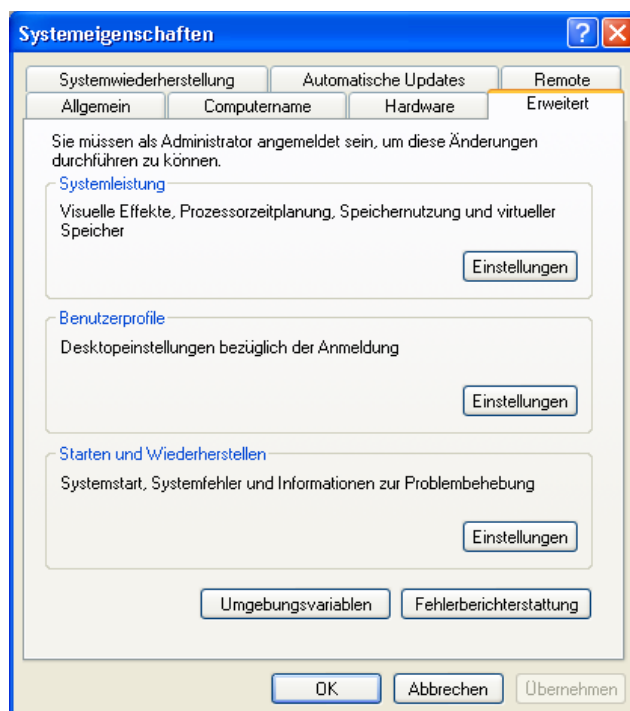 Systemeigenschaften
Systemwiederherstellung Automatische Updates Remote
Allgemein Computername Hardware Erweitert
Sie müssen als Administrator angemeldet sein, um diese Änderungen
durchführen zu können.
Systemleistung
Visuelle Effekte, Prozessorzeitplanung, Speichernutzung und virtueller
Speicher
Einstellungen
Benutzerprofile
Desktopeinstellungen bezüglich der Anmeldung
Einstellungen
Starten und Wiederherstellen
Systemstart, Systemfehler und Informationen zur Problembehebung
Einstellungen
Umgebungsvariablen Fehlerberichterstattung
OK Abbrechen Übernehmen